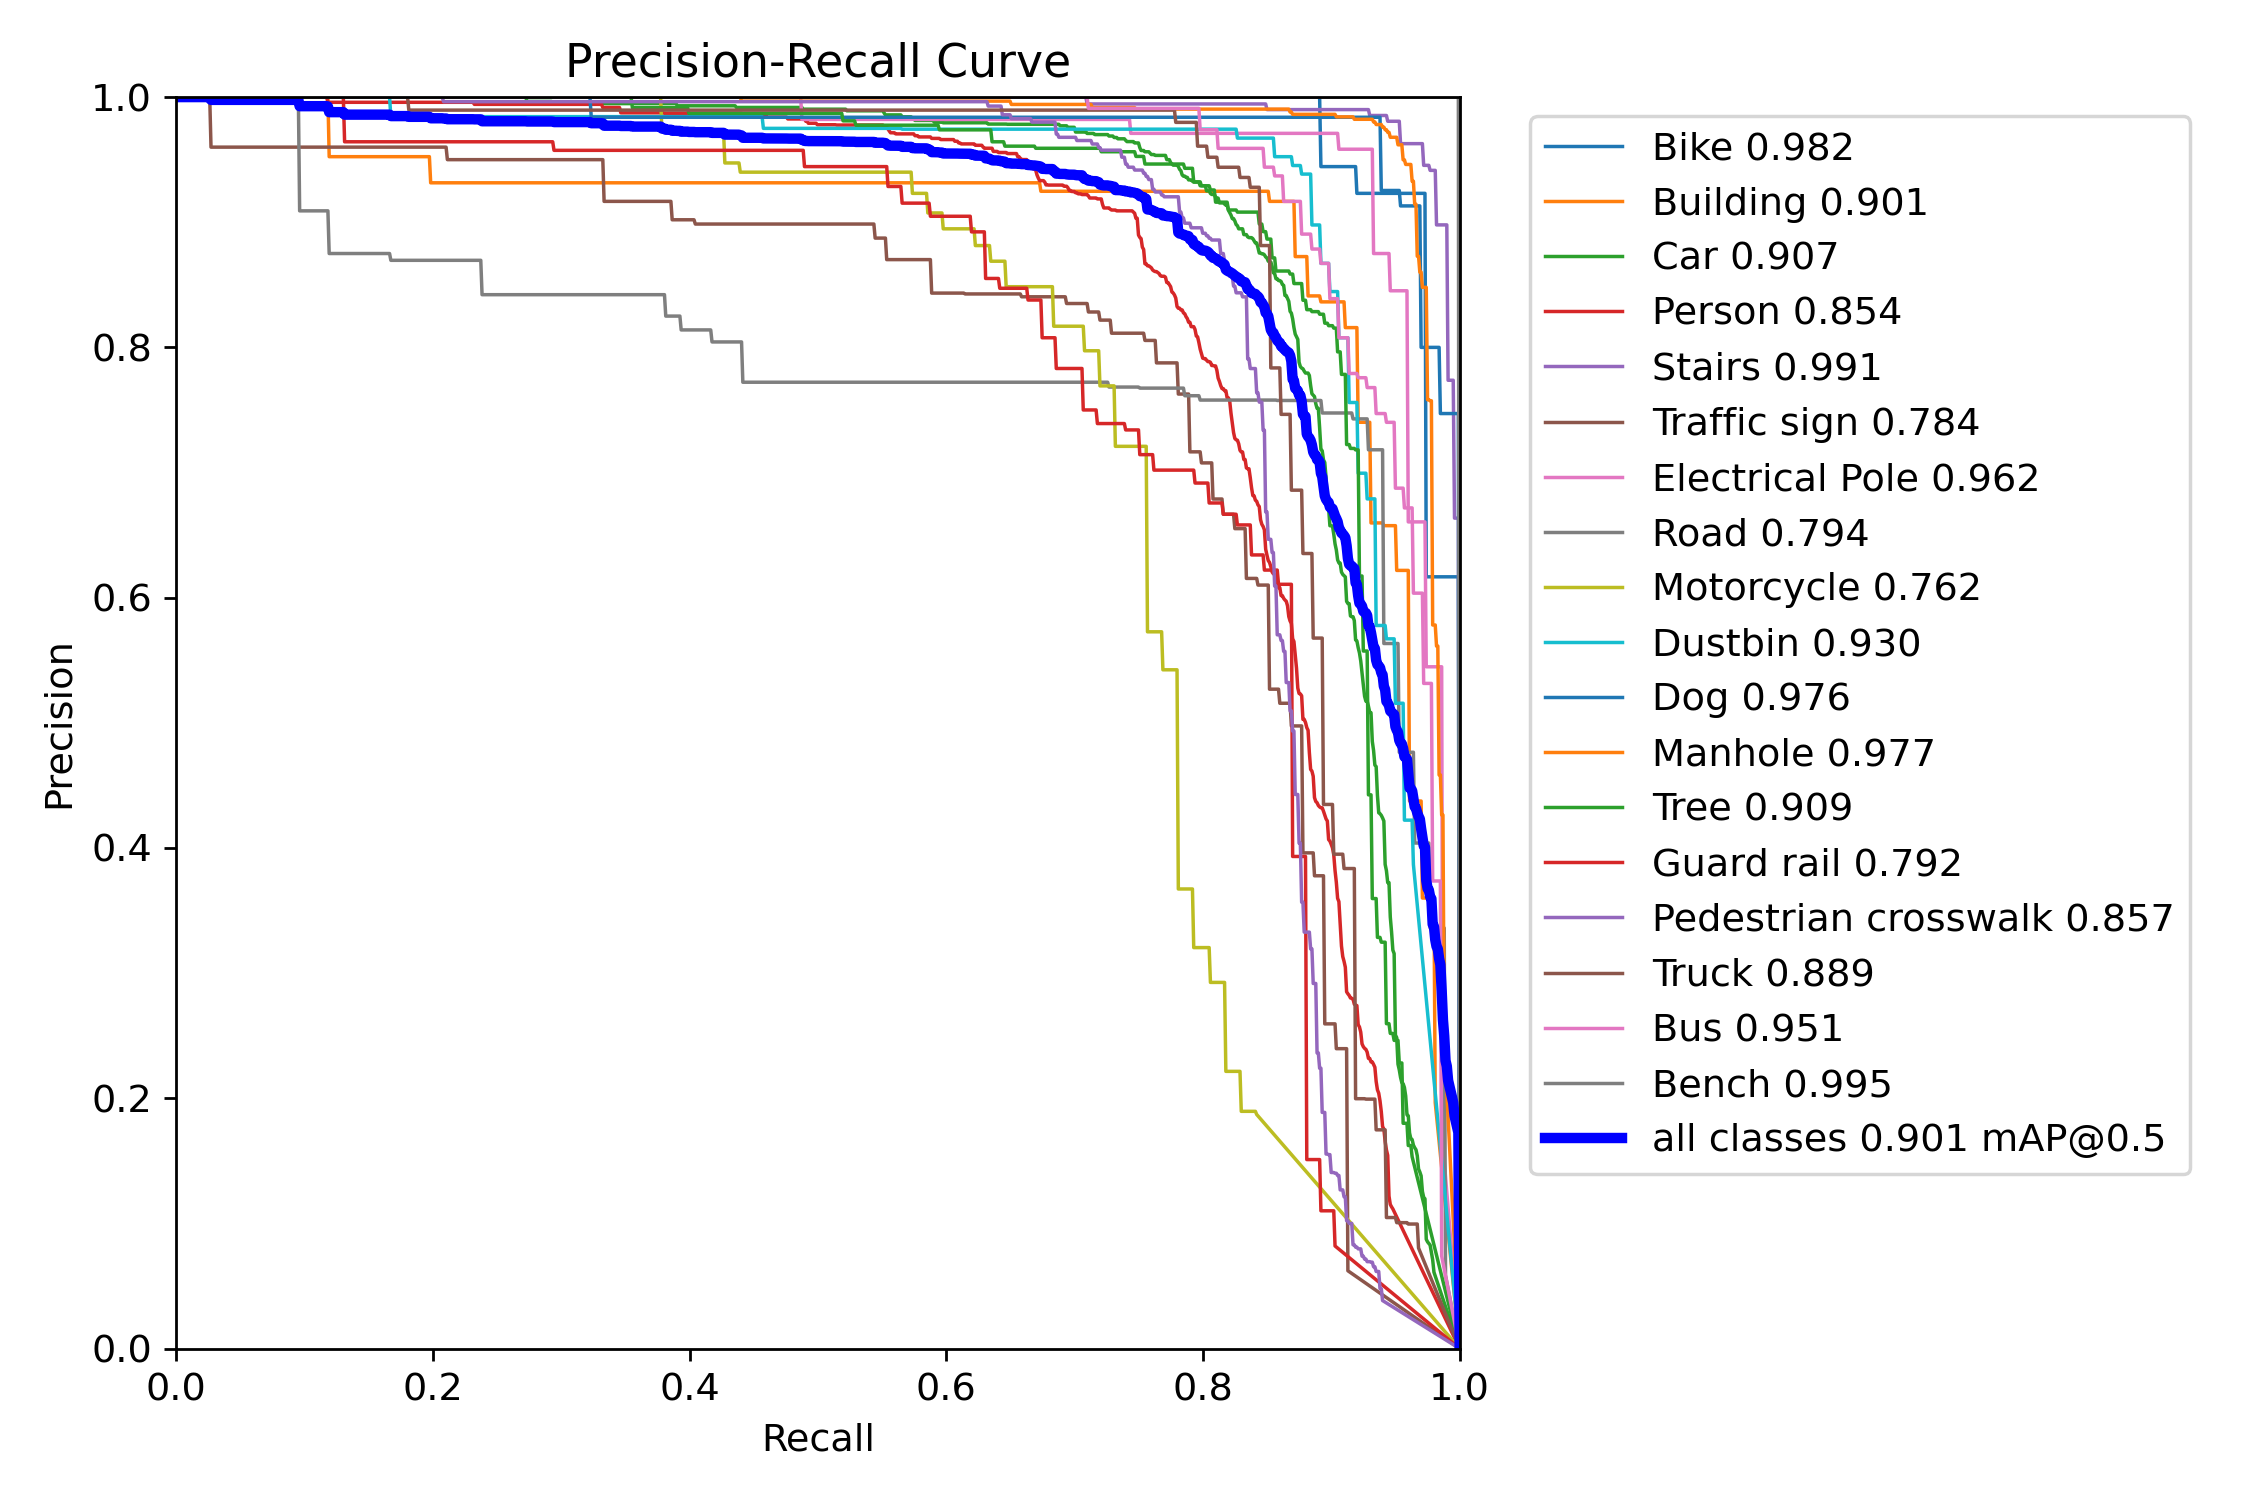 Precision-Recall Curve
1.0
0.8
0.6
0.4
0.2
0.0
Precision
0.0 0.2 0.4 0.6 0.8 1.0
Recall
Bike 0.982
Building 0.901
Car 0.907
Person 0.854
Stairs 0.991
Traffic sign 0.784
Electrical Pole 0.962
Road 0.794
Motorcycle 0.762
Dustbin 0.930
Dog 0.976
Manhole 0.977
Tree 0.909
Guard rail 0.792
Pedestrian crosswalk 0.857
Truck 0.889
Bus 0.951
Bench 0.995
all classes 0.901 mAP@0.5